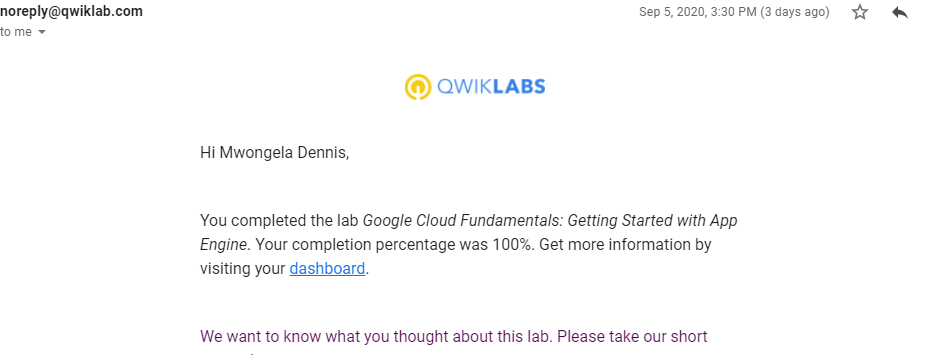 noreply@qwiklab.com Sep 5, 2020, 3:30 PM (3 days ago)
to me
QWIKLABS
Hi Mwongela Dennis,
You completed the lab Google Cloud Fundamentals: Getting Started with App
Engine. Your completion percentage was 100%. Get more information by
visiting your dashboard.
We want to know what you thought about this lab. Please take our short